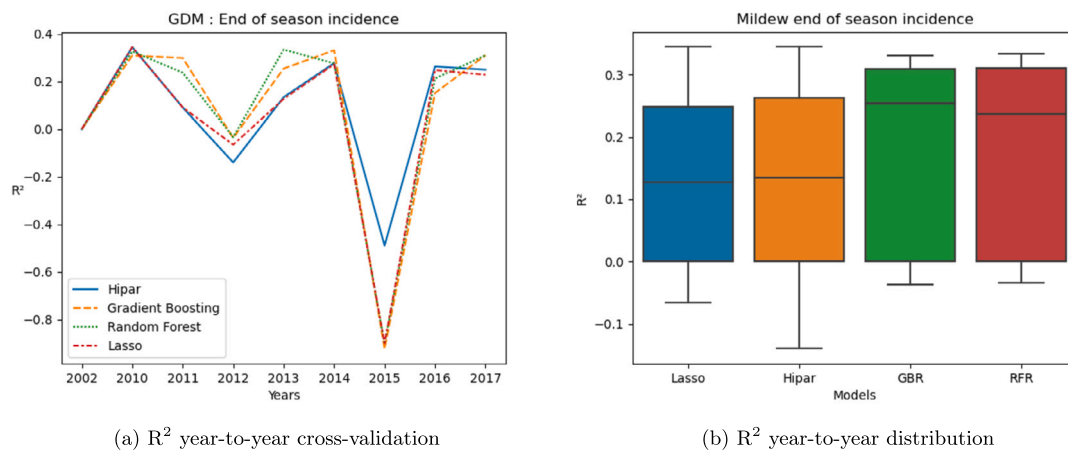 GDM : End of season incidence
0.4
0.2
0.0
−0.2
−0.4
−0.6
−0.8
R²
Hipar
Gradient Boosting
Random Forest
Lasso
2002 2010 2011 2012 2013 2014 2015 2016 2017
Years
(a) R² year-to-year cross-validation
Mildew end of season incidence
0.3
0.2
0.1
0.0
−0.1
R²
Lasso Hipar GBR RFR
Models
(b) R² year-to-year distribution